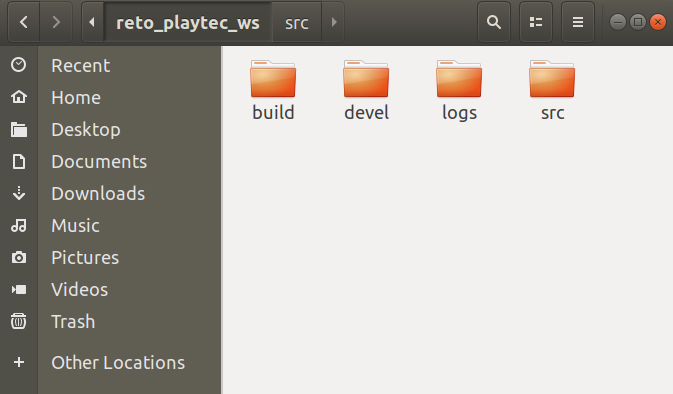 reto_playtec_ws src
Recent
Home
Desktop
Documents
Downloads
Music
Pictures
Videos
Trash
Other Locations
build devel logs src